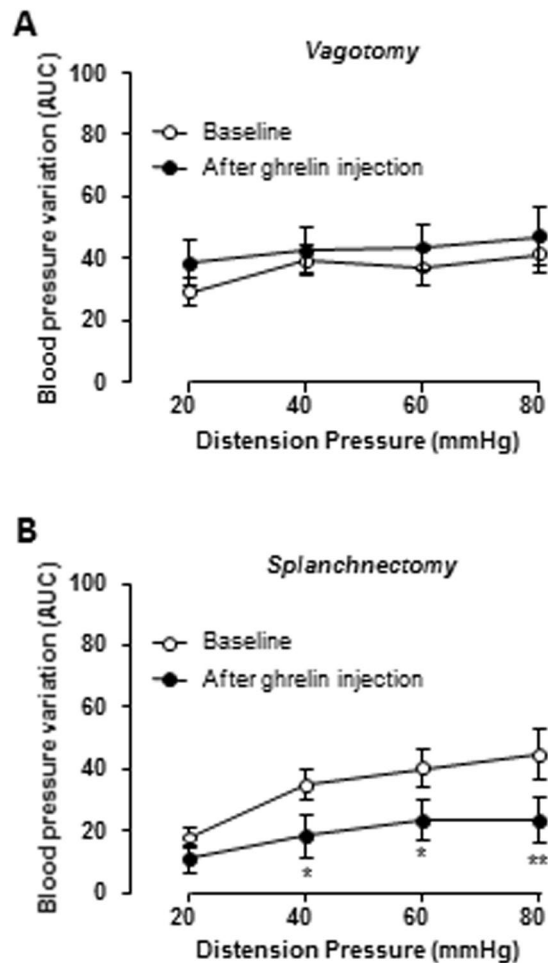 A
Vagotomy
Blood pressure variation (AUC)
100
80
60
40
20
0
Baseline
After ghrelin injection
20 40 60 80
Distension Pressure (mmHg)
B
Splanchnectomy
Blood pressure variation (AUC)
100
80
60
40
20
0
Baseline
After ghrelin injection
* * **
20 40 60 80
Distension Pressure (mmHg)